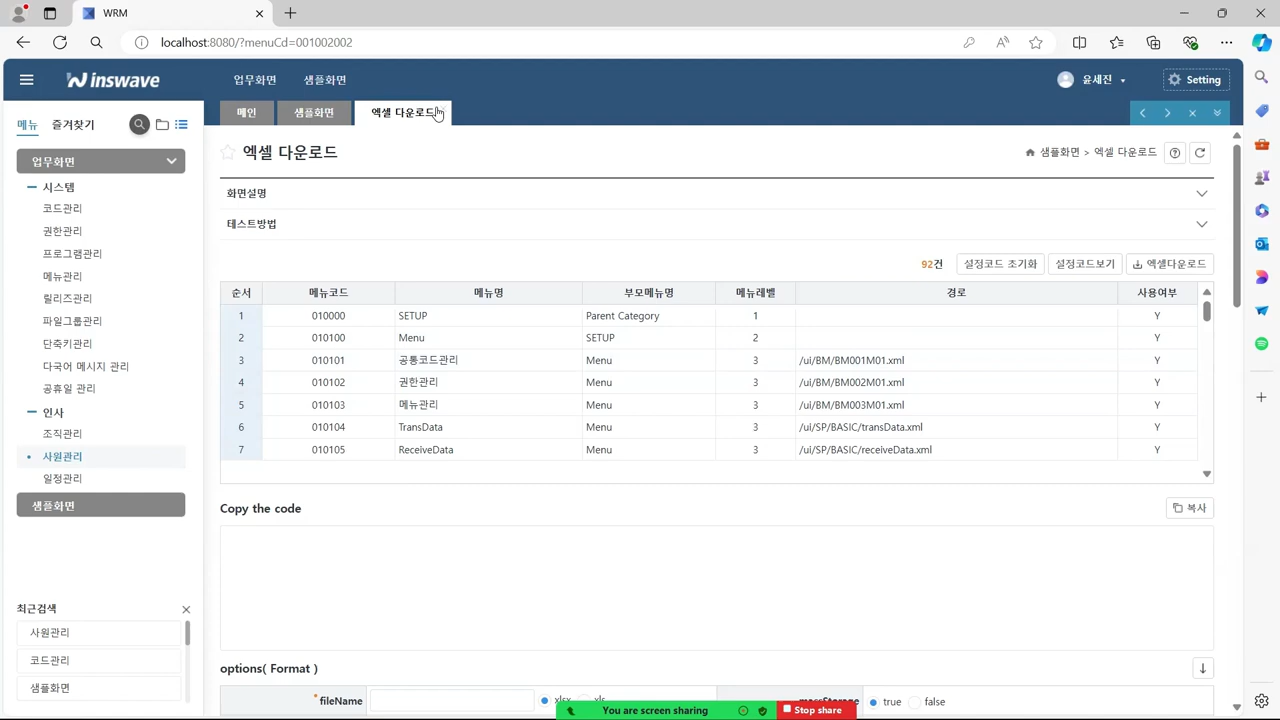 WRM
localhost:8080/?menuCd=001002002
inswave
업무화면 샘플화면
윤세진
Setting
메인 샘플화면 엑셀 다운로드
메뉴 즐겨찾기
업무화면
시스템
코드관리
권한관리
프로그램관리
메뉴관리
릴리즈관리
파일그룹관리
단축키관리
다국어 메시지 관리
공휴일 관리
인사
조직관리
사원관리
일정관리
샘플화면
최근검색
사원관리
코드관리
샘플화면
엑셀 다운로드
샘플화면 > 엑셀 다운로드
화면설명
테스트방법
92건 설정코드 초기화 설정코드보기 엑셀다운로드
순서 메뉴코드 메뉴명 부모메뉴명 메뉴레벨 경로 사용여부
1 010000 SETUP Parent Category 1 Y
2 010100 Menu SETUP 2 Y
3 010101 공통코드관리 Menu 3 /ui/BM/BM001M01.xml Y
4 010102 권한관리 Menu 3 /ui/BM/BM002M01.xml Y
5 010103 메뉴관리 Menu 3 /ui/BM/BM003M01.xml Y
6 010104 TransData Menu 3 /ui/SP/BASIC/transData.xml Y
7 010105 ReceiveData Menu 3 /ui/SP/BASIC/receiveData.xml Y
Copy the code
복사
options( Format )
* fileName true false
You are screen sharing Stop share